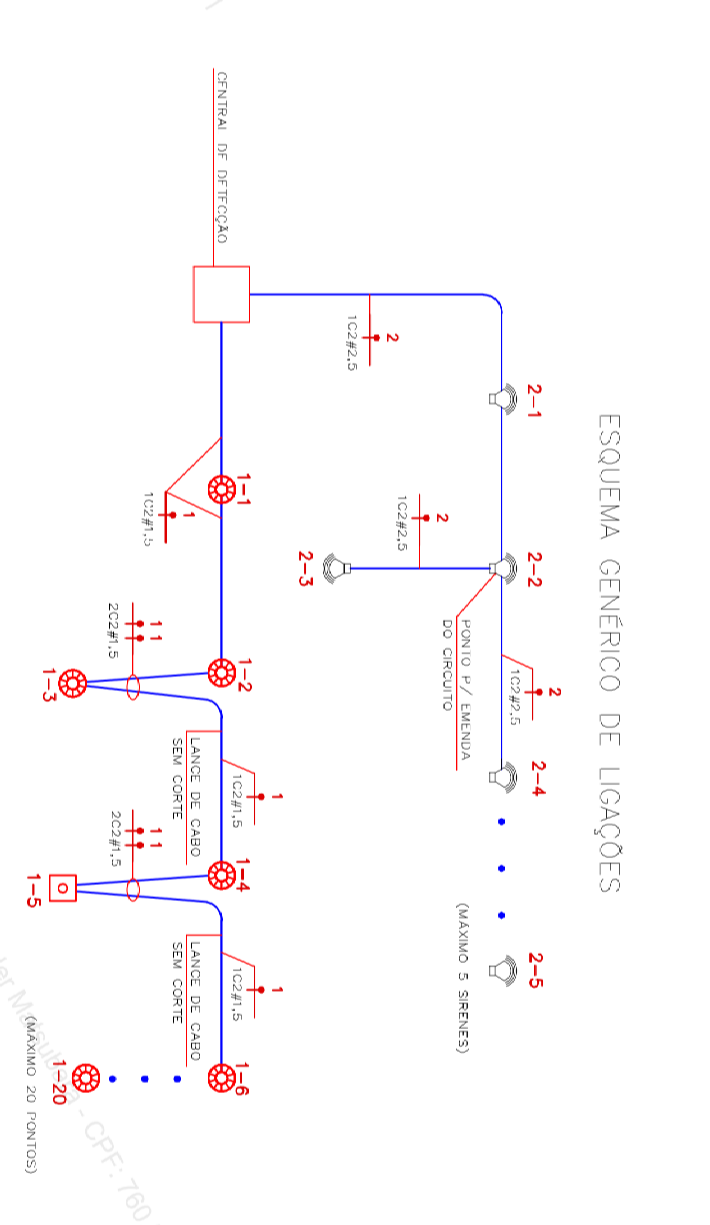 ESQUEMA GENÉRICO DE LIGAÇÕES
CENTRAL DE DETECÇÃO
2
1C2#2,5
2-1
2-2
2
1C2#2,5
2-3
PONTO P/ EMENDA
DO CIRCUITO
2
1C2#2,5
2-4
2-5
(MÁXIMO 5 SIRENES)
1-1
1
1C2#1,5
1-2
1 1
2C2#1,5
1-3
LANCE DE CABO
SEM CORTE
1
1C2#1,5
1-4
1 1
2C2#1,5
1-5
LANCE DE CABO
SEM CORTE
1
1C2#1,5
1-6
1-20
(MÁXIMO 20 PONTOS)
- CPF: 760